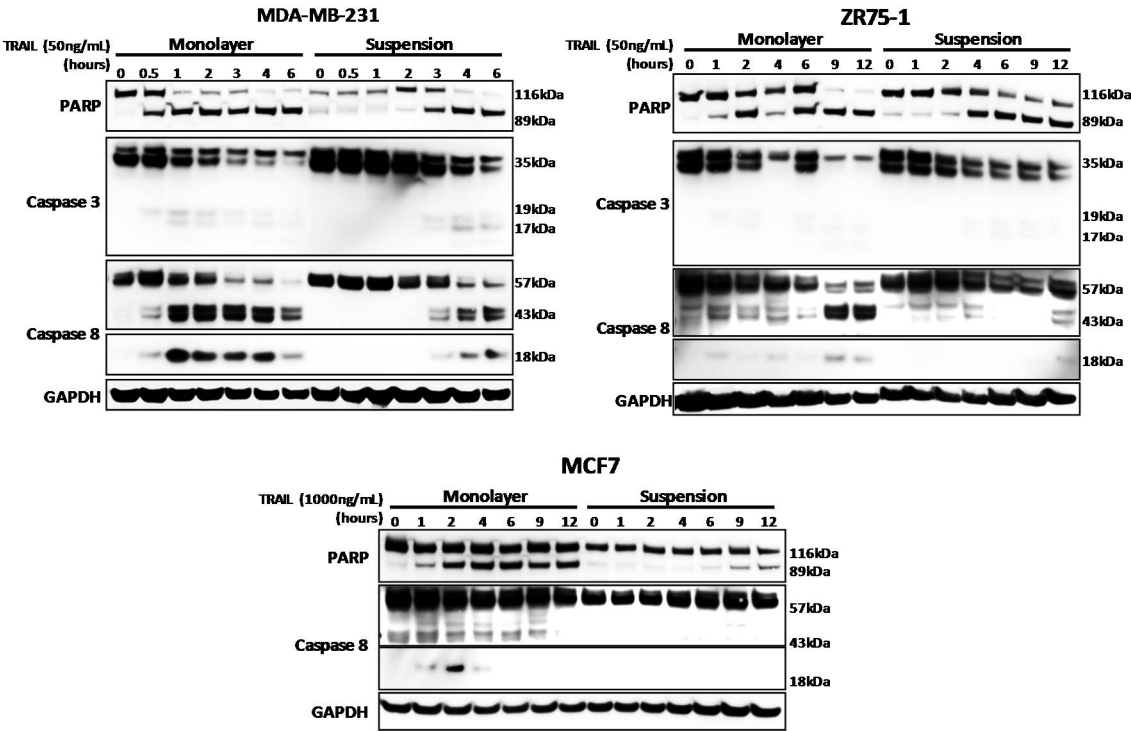 MDA-MB-231
TRAIL (50ng/mL) Monolayer Suspension
(hours) 0 0.5 1 2 3 4 6 0 0.5 1 2 3 4 6
PARP 116kDa
89kDa
Caspase 3 35kDa
19kDa
17kDa
Caspase 8 57kDa
43kDa
18kDa
GAPDH
ZR75-1
TRAIL (50ng/mL) Monolayer Suspension
(hours) 0 1 2 4 6 9 12 0 1 2 4 6 9 12
PARP 116kDa
89kDa
Caspase 3 35kDa
19kDa
17kDa
Caspase 8 57kDa
43kDa
18kDa
GAPDH
MCF7
TRAIL (1000ng/mL) Monolayer Suspension
(hours) 0 1 2 4 6 9 12 0 1 2 4 6 9 12
PARP 116kDa
89kDa
Caspase 8 57kDa
43kDa
18kDa
GAPDH